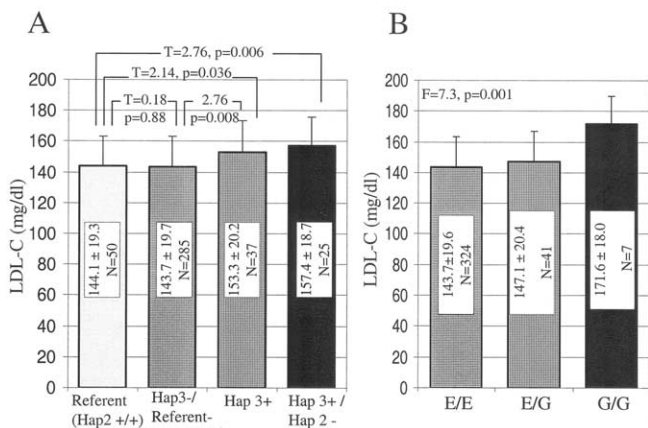 A
T=2.76, p=0.006
T=2.14, p=0.036
T=0.18
p=0.88
2.76
p=0.008
200
180
160
140
120
100
80
60
40
20
0
LDL-C (mg/dl)
144.1 ± 19.3
N=50
143.7 ± 19.7
N=285
153.3 ± 20.2
N=37
157.4 ± 18.7
N=25
Referent
(Hap2 +/+)
Hap3-/
Referent-
Hap 3+
Hap 3+ /
Hap 2 -
B
F=7.3, p=0.001
200
180
160
140
120
100
80
60
40
20
0
LDL-C (mg/dl)
143.7±19.6
N=324
147.1 ± 20.4
N=41
171.6 ± 18.0
N=7
E/E
E/G
G/G